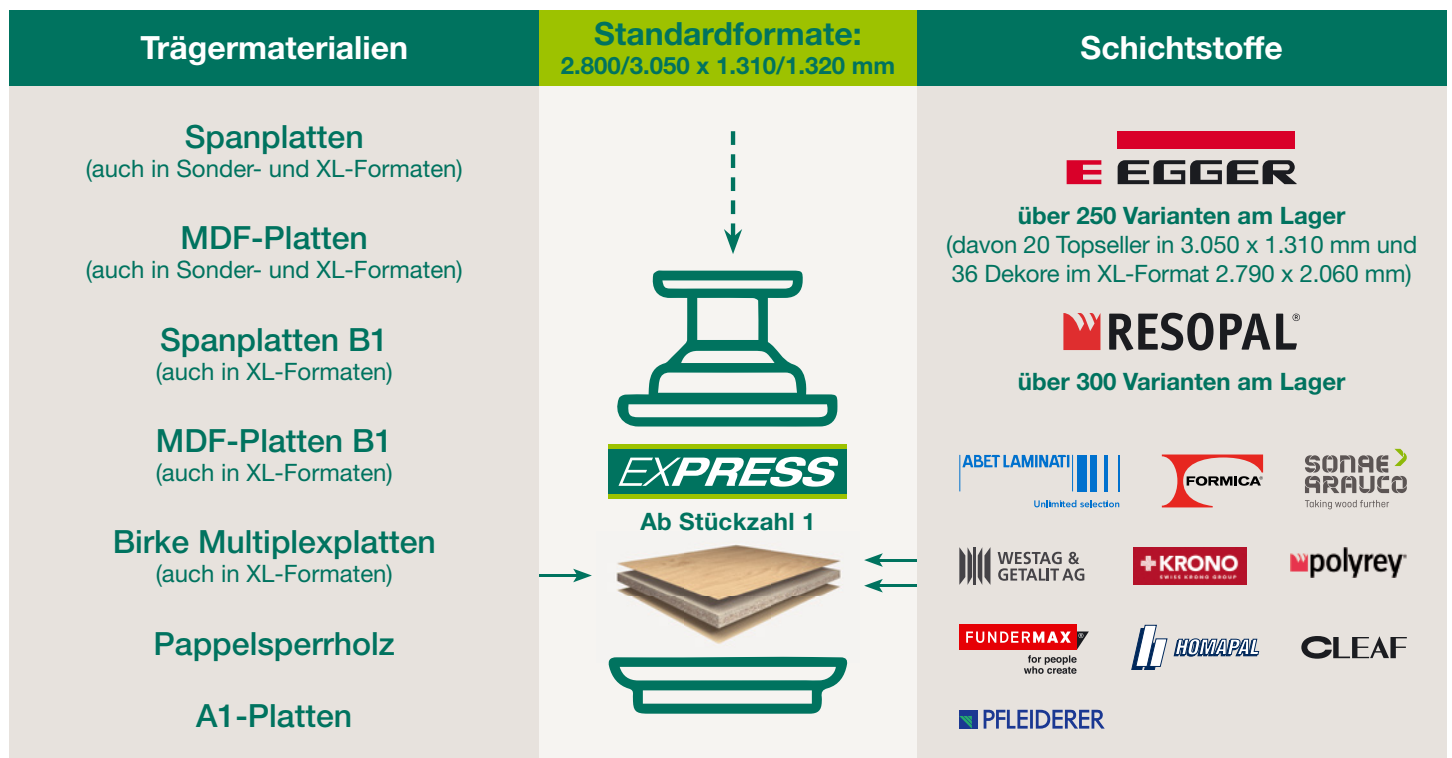 Trägermaterialien
Spanplatten
(auch in Sonder- und XL-Formaten)
MDF-Platten
(auch in Sonder- und XL-Formaten)
Spanplatten B1
(auch in XL-Formaten)
MDF-Platten B1
(auch in XL-Formaten)
Birke Multiplexplatten
(auch in XL-Formaten)
Pappelsperrholz
A1-Platten
Standardformate:
2.800/3.050 x 1.310/1.320 mm
EXPRESS
Ab Stückzahl 1
Schichtstoffe
E EGGER
über 250 Varianten am Lager
(davon 20 Topseller in 3.050 x 1.310 mm und
36 Dekore im XL-Format 2.790 x 2.060 mm)
RESOPAL®
über 300 Varianten am Lager
ABET LAMINATI
Unlimited selection
FORMICA®
SONAE
ARAUCO
Taking wood further
WESTAG &
GETALIT AG
KRONO
SWISS KRONO GROUP
polyrey®
FUNDERMAX®
for people
who create
HOMAPAL
CLEAF
PFLEIDERER